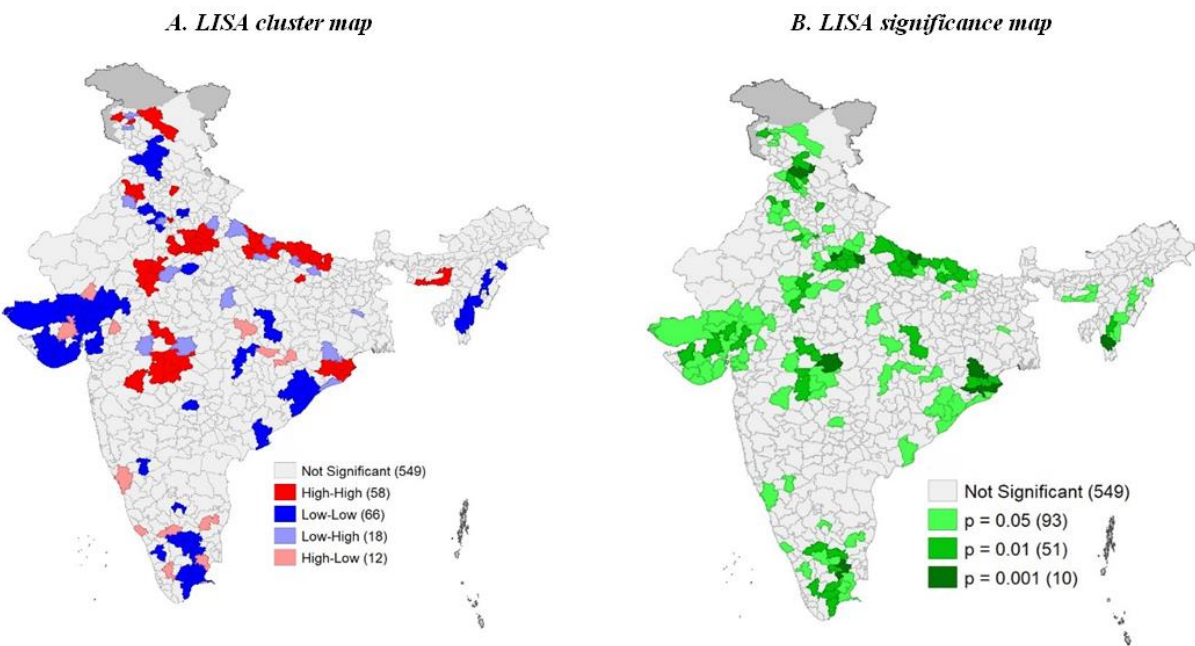 A. LISA cluster map
B. LISA significance map
Not Significant (549)
High-High (58)
Low-Low (66)
Low-High (18)
High-Low (12)
Not Significant (549)
p = 0.05 (93)
p = 0.01 (51)
p = 0.001 (10)